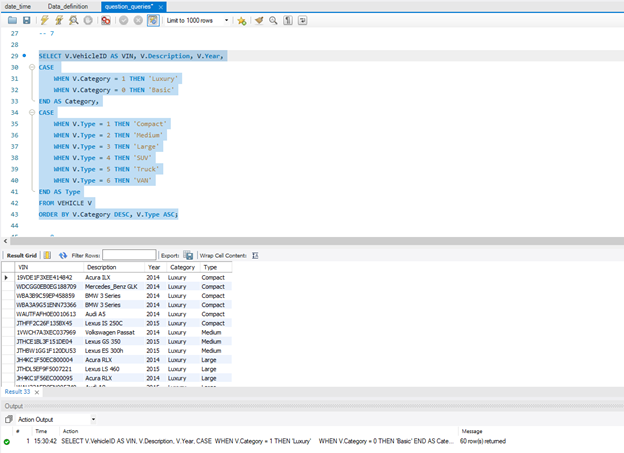 date_time Data_definition question_queries*
Limit to 1000 rows
27 -- 7
28
29 SELECT V.VehicleID AS VIN, V.Description, V.Year,
30 CASE
31 WHEN V.Category = 1 THEN 'Luxury'
32 WHEN V.Category = 0 THEN 'Basic'
33 END AS Category,
34 CASE
35 WHEN V.Type = 1 THEN 'Compact'
36 WHEN V.Type = 2 THEN 'Medium'
37 WHEN V.Type = 3 THEN 'Large'
38 WHEN V.Type = 4 THEN 'SUV'
39 WHEN V.Type = 5 THEN 'Truck'
40 WHEN V.Type = 6 THEN 'VAN'
41 END AS Type
42 FROM VEHICLE V
43 ORDER BY V.Category DESC, V.Type ASC;
44
Result Grid Filter Rows: Export: Wrap Cell Content:
VIN Description Year Category Type
19VDE1F3XEE414842 Acura ILX 2014 Luxury Compact
WDCGG0EB0EG188709 Mercedes_Benz GLK 2014 Luxury Compact
WBA3B9C59EP458859 BMW 3 Series 2014 Luxury Compact
WBA3A9G51ENN73366 BMW 3 Series 2014 Luxury Compact
WAUTFAFH0E0010613 Audi A5 2014 Luxury Compact
JTHFF2C26F135BX45 Lexus IS 250C 2015 Luxury Compact
1VWCH7A3XEC037969 Volkswagen Passat 2014 Luxury Medium
JTHCE1BL3F151DE04 Lexus GS 350 2015 Luxury Medium
JTHBW1GG1F120DU53 Lexus ES 300h 2015 Luxury Medium
JH4KC1F50EC800004 Acura RLX 2014 Luxury Large
JTHDL5EF9F5007221 Lexus LS 460 2015 Luxury Large
JH4KC1F56EC000095 Acura RLX 2014 Luxury Large
Result 33
Output
Action Output
# Time Action Message
1 15:30:42 SELECT V.VehicleID AS VIN, V.Description, V.Year, CASE WHEN V.Category = 1 THEN 'Luxury' WHEN V.Category = 0 THEN 'Basic' END AS Cate... 60 row(s) returned